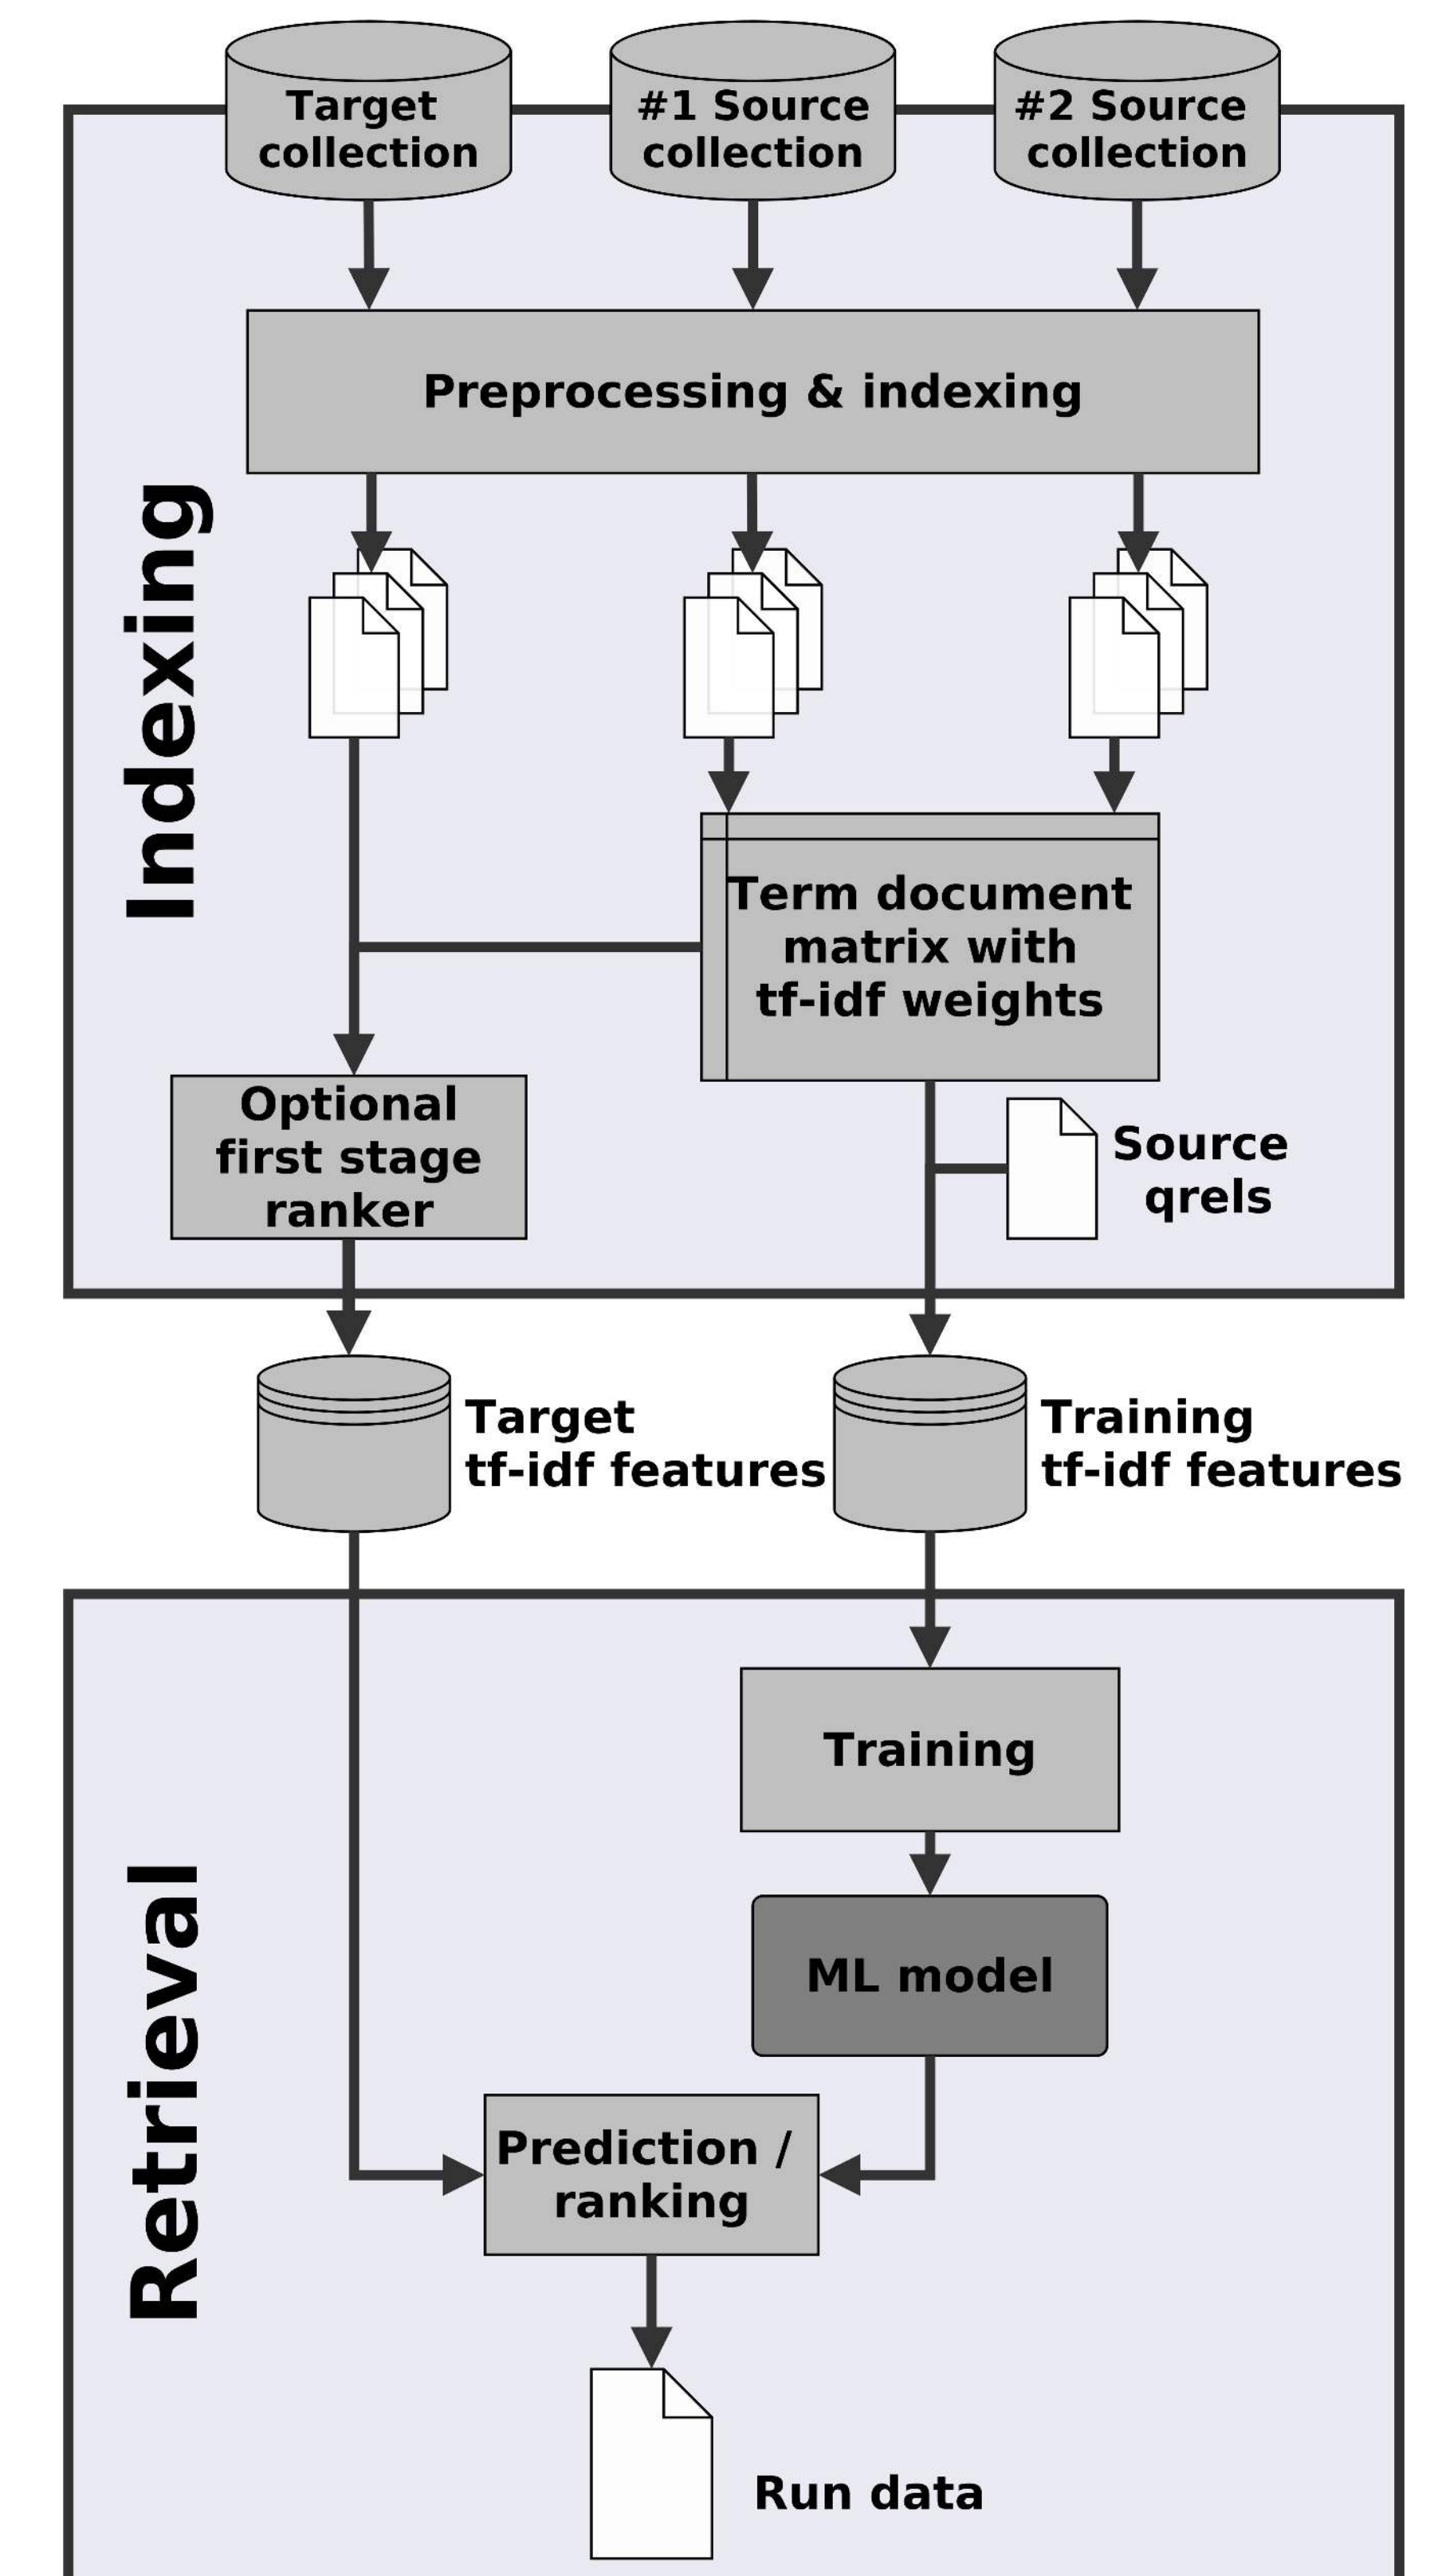 Target
collection
#1 Source
collection
#2 Source
collection
Preprocessing & indexing
Indexing
Term document
matrix with
tf-idf weights
Optional
first stage
ranker
Source
qrels
Target
tf-idf features
Training
tf-idf features
Training
ML model
Retrieval
Prediction /
ranking
Run data